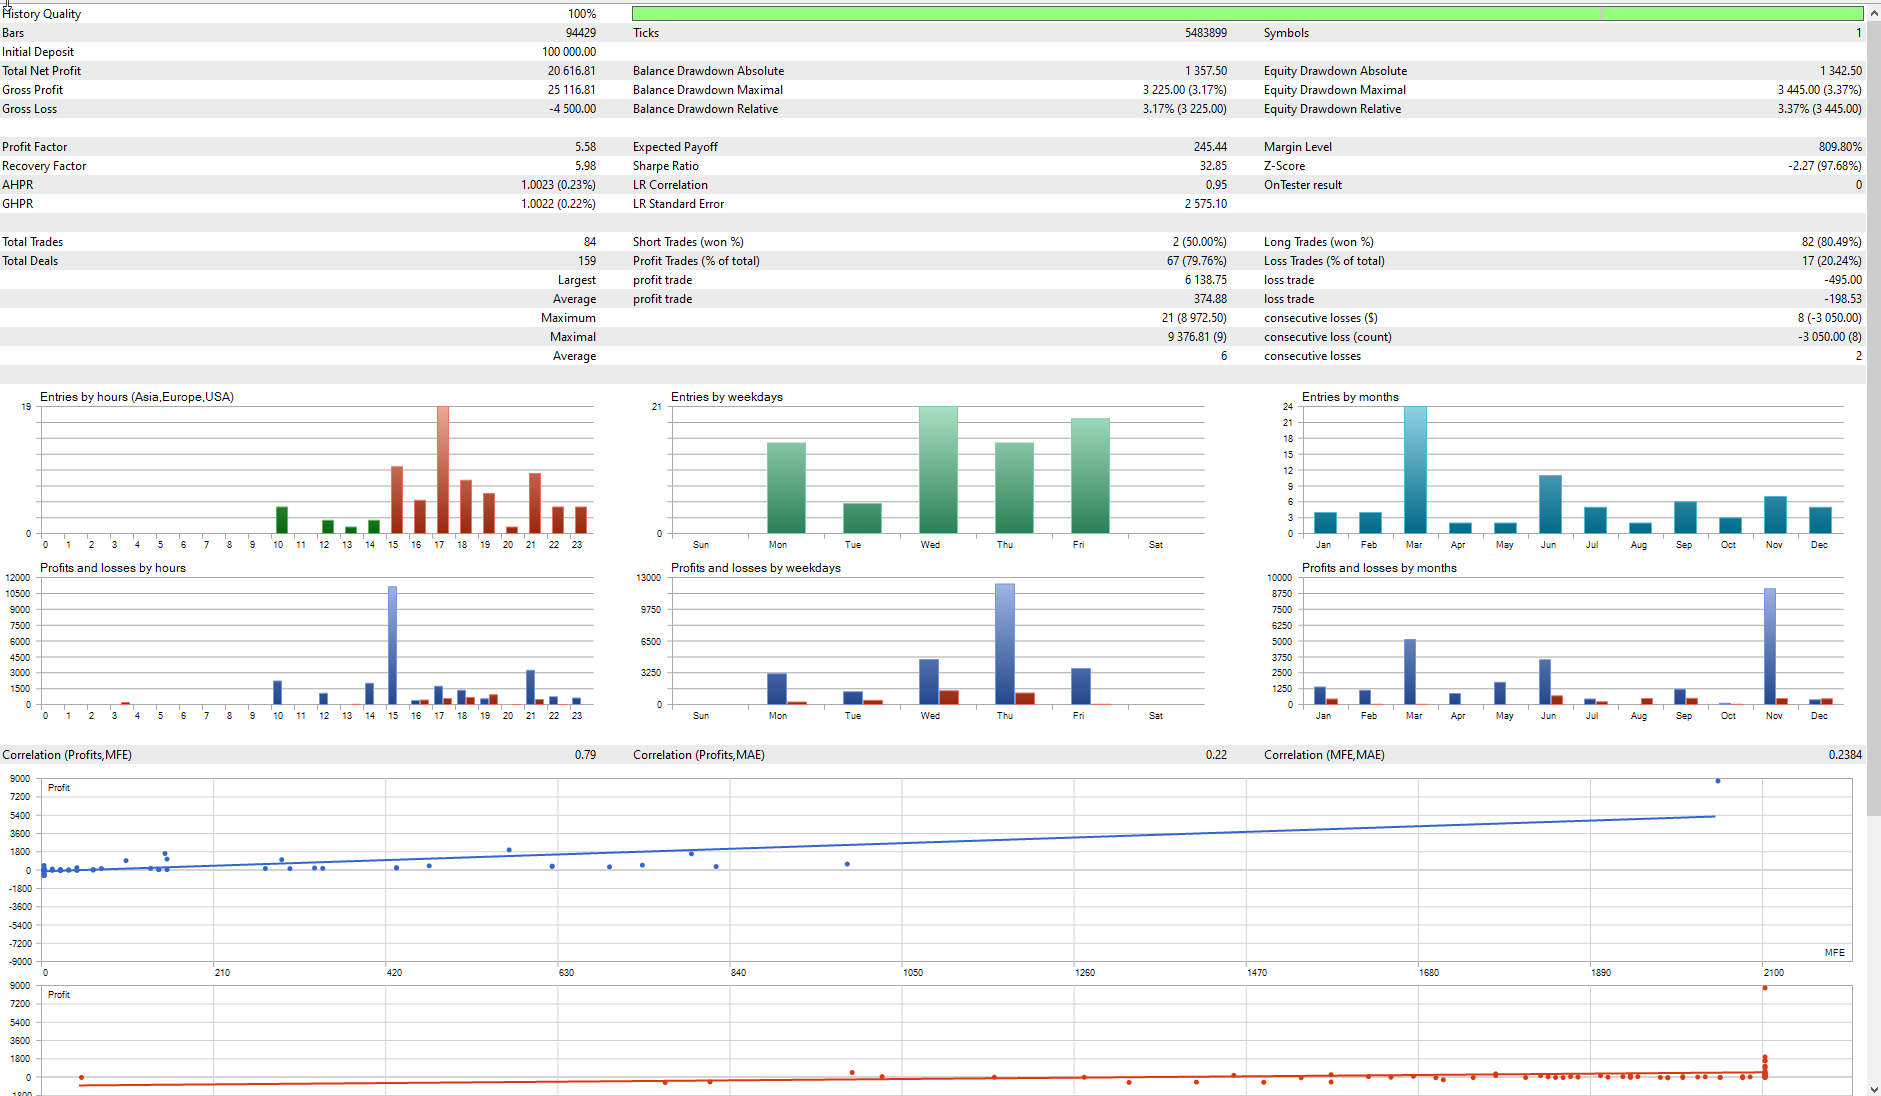 History Quality 100%
Bars 94429 Ticks 5483899 Symbols 1
Initial Deposit 100 000.00
Total Net Profit 20 616.81 Balance Drawdown Absolute 1 357.50 Equity Drawdown Absolute 1 342.50
Gross Profit 25 116.81 Balance Drawdown Maximal 3 225.00 (3.17%) Equity Drawdown Maximal 3 445.00 (3.37%)
Gross Loss -4 500.00 Balance Drawdown Relative 3.17% (3 225.00) Equity Drawdown Relative 3.37% (3 445.00)
Profit Factor 5.58 Expected Payoff 245.44 Margin Level 809.80%
Recovery Factor 5.98 Sharpe Ratio 32.85 Z-Score -2.27 (97.68%)
AHPR 1.0023 (0.23%) LR Correlation 0.95 OnTester result 0
GHPR 1.0022 (0.22%) LR Standard Error 2 575.10
Total Trades 84 Short Trades (won %) 2 (50.00%) Long Trades (won %) 82 (80.49%)
Total Deals 159 Profit Trades (% of total) 67 (79.76%) Loss Trades (% of total) 17 (20.24%)
Largest profit trade 6 138.75 loss trade -495.00
Average profit trade 374.88 loss trade -198.53
Maximum 21 (8 972.50) consecutive losses ($) 8 (-3 050.00)
Maximal 9 376.81 (9) consecutive loss (count) -3 050.00 (8)
Average 6 consecutive losses 2
Entries by hours (Asia,Europe,USA)
19
0
0 1 2 3 4 5 6 7 8 9 10 11 12 13 14 15 16 17 18 19 20 21 22 23
Entries by weekdays
21
0
Sun Mon Tue Wed Thu Fri Sat
Entries by months
24
21
18
15
12
9
6
3
0
Jan Feb Mar Apr May Jun Jul Aug Sep Oct Nov Dec
Profits and losses by hours
12000
10500
9000
7500
6000
4500
3000
1500
0
0 1 2 3 4 5 6 7 8 9 10 11 12 13 14 15 16 17 18 19 20 21 22 23
Profits and losses by weekdays
13000
9750
6500
3250
0
Sun Mon Tue Wed Thu Fri Sat
Profits and losses by months
10000
8750
7500
6250
5000
3750
2500
1250
0
Jan Feb Mar Apr May Jun Jul Aug Sep Oct Nov Dec
Correlation (Profits,MFE) 0.79 Correlation (Profits,MAE) 0.22 Correlation (MFE,MAE) 0.2384
9000
Profit
7200
5400
3600
1800
0
-1800
-3600
-5400
-7200
-9000
MFE
0 210 420 630 840 1050 1260 1470 1680 1890 2100
9000
Profit
7200
5400
3600
1800
0